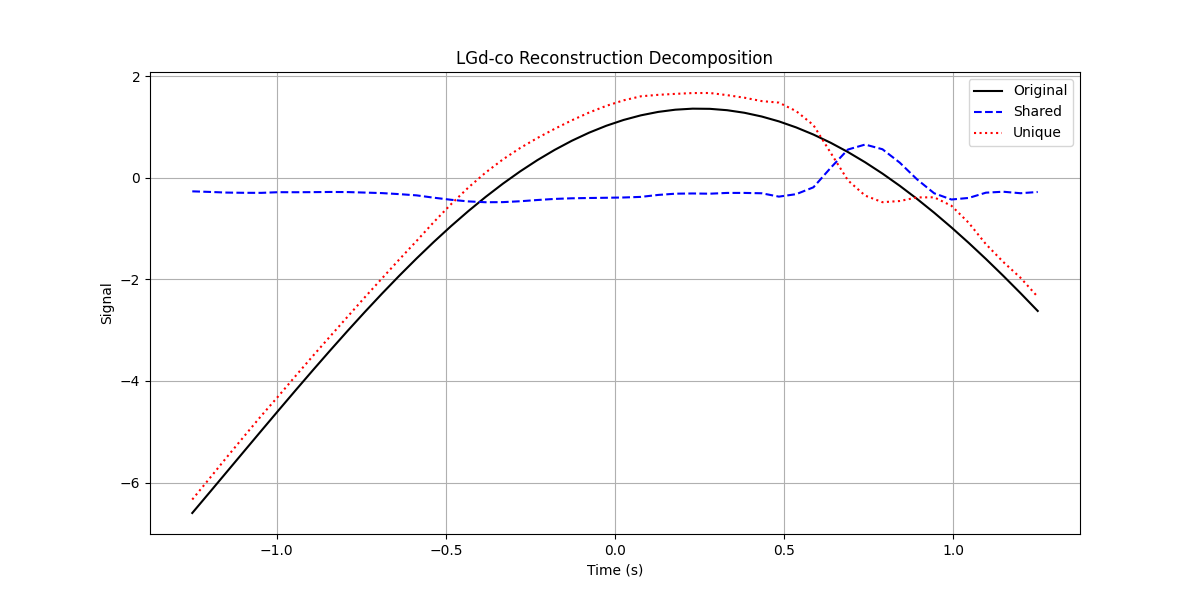 LGd-co Reconstruction Decomposition
2
0
−2
−4
−6
Signal
Original
Shared
Unique
−1.0 −0.5 0.0 0.5 1.0
Time (s)